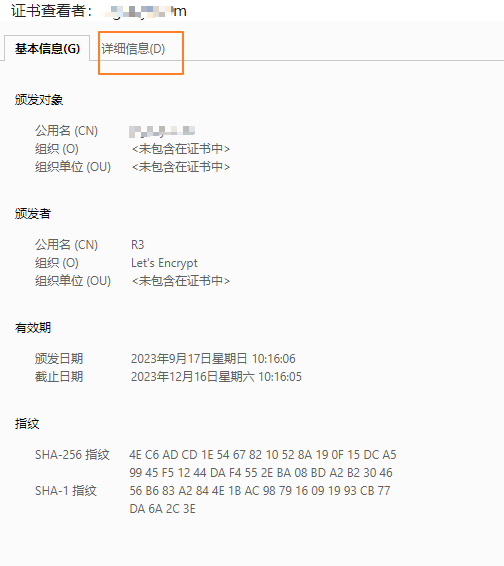 证书查看者：
基本信息(G) 详细信息(D)
颁发对象
公用名 (CN)
组织 (O) <未包含在证书中>
组织单位 (OU) <未包含在证书中>
颁发者
公用名 (CN) R3
组织 (O) Let's Encrypt
组织单位 (OU) <未包含在证书中>
有效期
颁发日期 2023年9月17日星期日 10:16:06
截止日期 2023年12月16日星期六 10:16:05
指纹
SHA-256 指纹 4E C6 AD CD 1E 54 67 82 10 52 8A 19 0F 15 DC A5
99 45 F5 12 44 DA F4 55 2E BA 08 BD A2 B2 30 46
SHA-1 指纹 56 B6 83 A2 84 4E 1B AC 98 79 16 09 19 93 CB 77
DA 6A 2C 3E